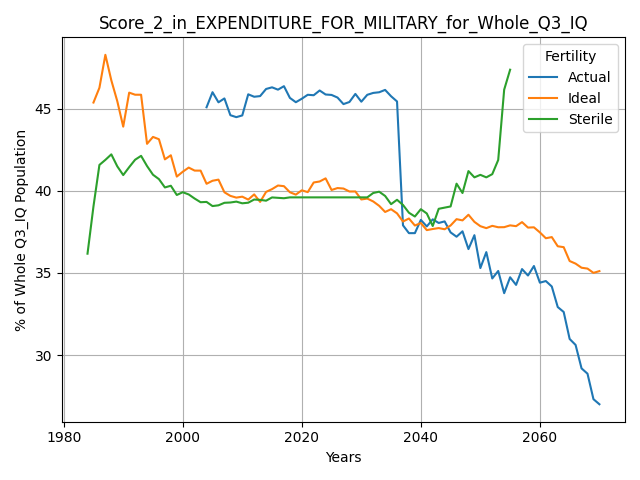 Score_2_in_EXPENDITURE_FOR_MILITARY_for_Whole_Q3_IQ
% of Whole Q3_IQ Population
45
40
35
30
Fertility
Actual
Ideal
Sterile
1980
2000
2020
2040
2060
Years